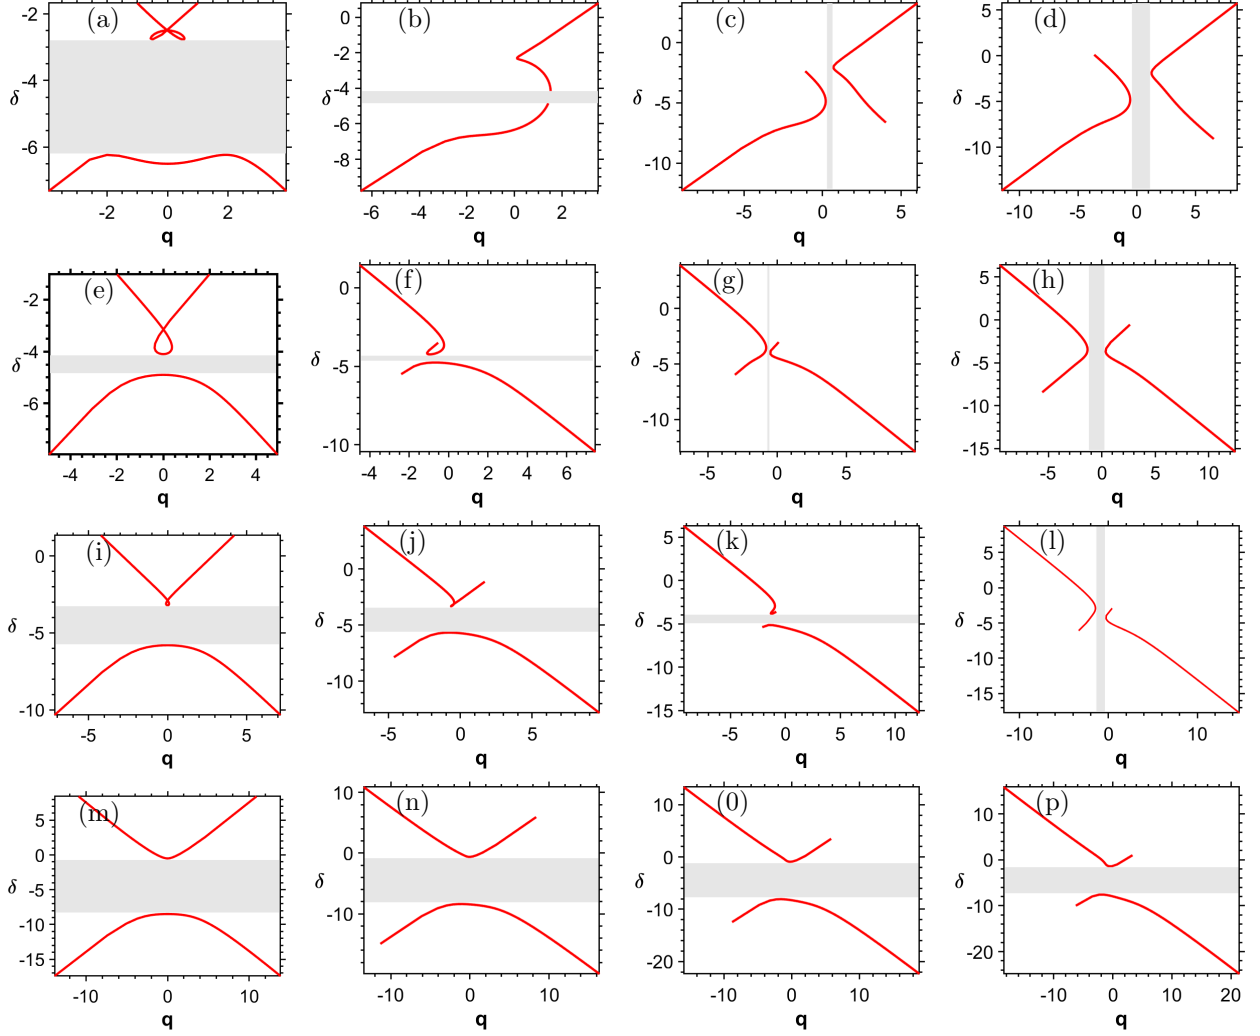 (a) (b) (c) (d)
-2 0 0 5
-4 -2 -5 0
-6 -4 -10 -5
-6 -10
-8
δ δ δ δ
-2 0 2 -6 -4 -2 0 2 -5 0 5 -10 -5 0 5
q q q q
(e) (f) (g) (h)
-2 0 0 5
-4 -5 -5 0
-6 -10 -10 -5
-10
-15
δ δ δ δ
-4 -2 0 2 4 -4 -2 0 2 4 6 -5 0 5 -5 0 5 10
q q q q
(i) (j) (k) (l)
0 0 5 5
-5 -5 0 0
-10 -10 -5 -5
-10 -10
-15 -15
δ δ δ δ
-5 0 5 -5 0 5 -5 0 5 10 -10 0 10
q q q q
(m) (n) (0) (p)
5 10 10 10
0 0 0 0
-5 -10 -10 -10
-10 -20 -20
-15
δ δ δ δ
-10 0 10 -10 0 10 -10 0 10 -10 0 10 20
q q q q